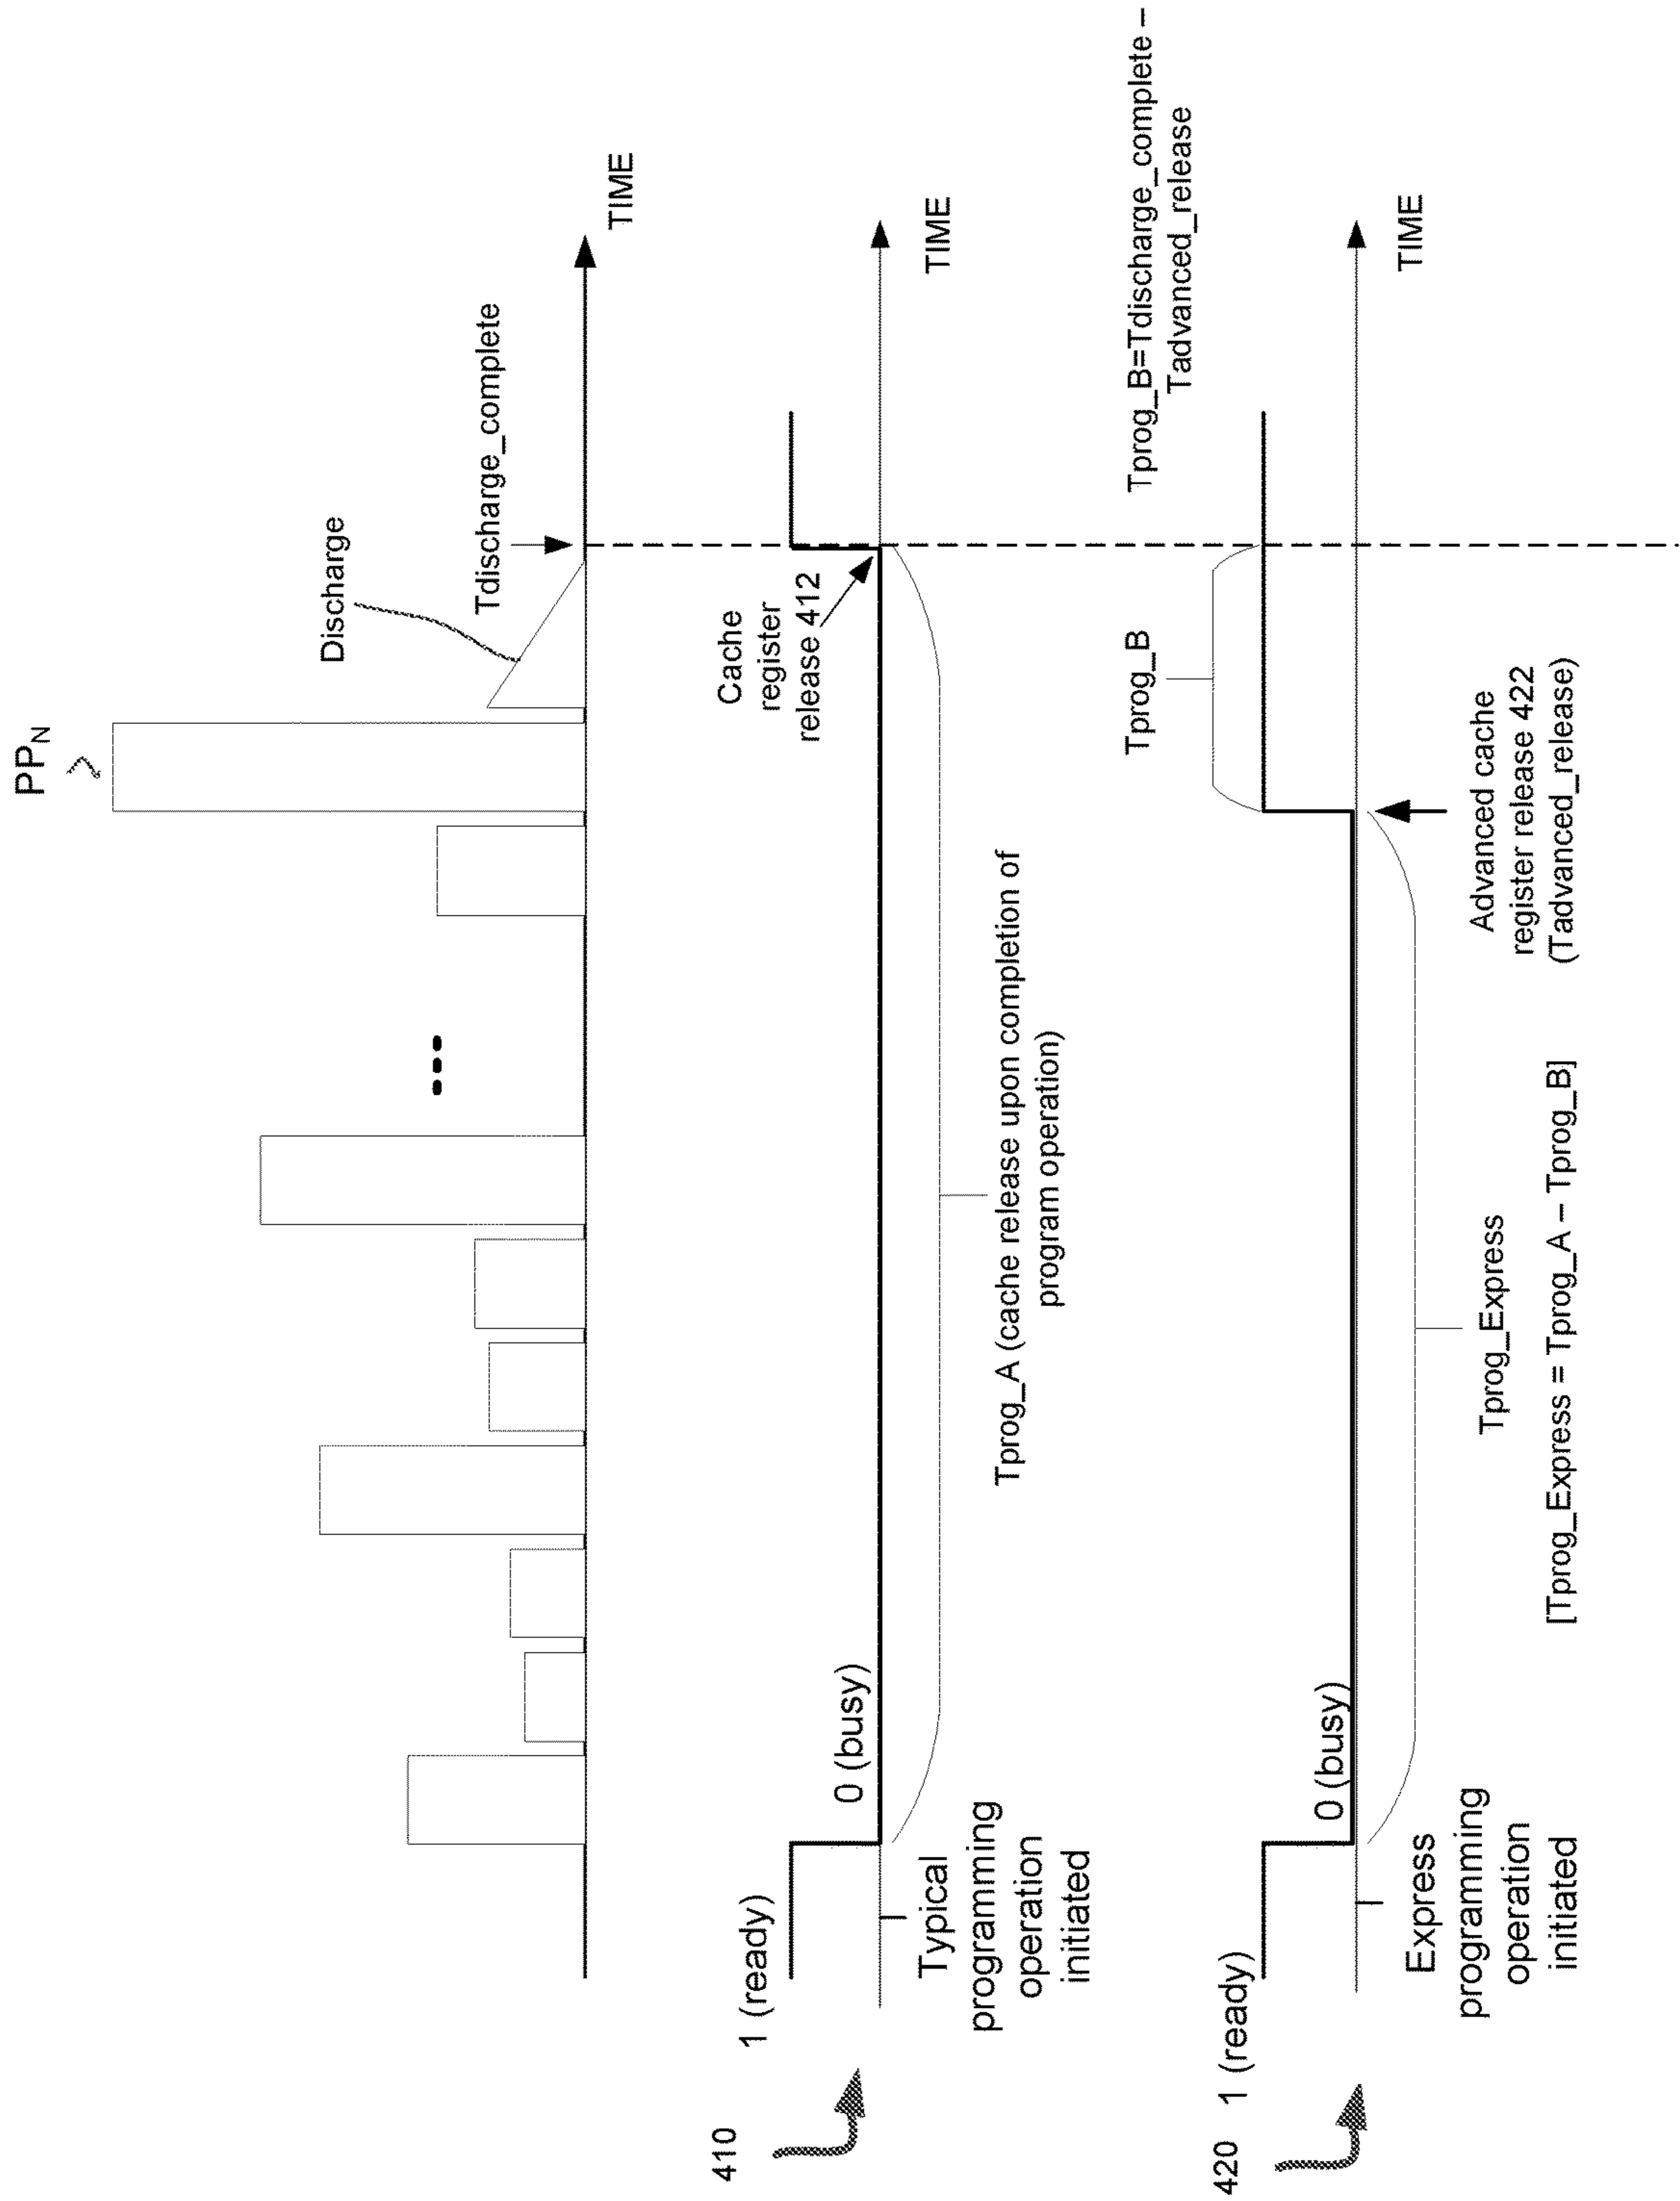 PPN
Discharge
Tdischarge_complete
TIME
1 (ready)
0 (busy)
Cache
register
release 412
TIME
410
Typical
programming
operation
initiated
Tprog_A (cache release upon completion of
program operation)
Tprog_B=Tdischarge_complete –
Tadvanced_release
Tprog_B
1 (ready)
0 (busy)
TIME
420
Express
programming
operation
initiated
Tprog_Express
[Tprog_Express = Tprog_A – Tprog_B]
Advanced cache
register release 422
(Tadvanced_release)